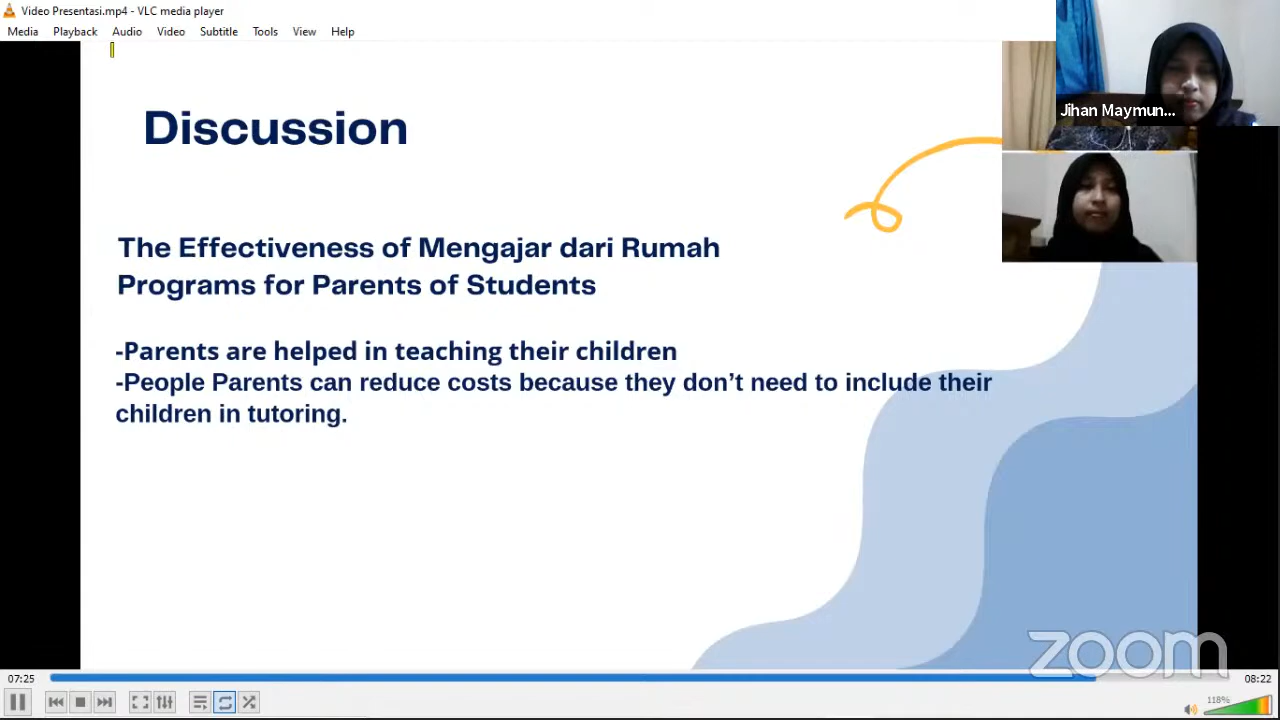 Video Presentasi.mp4 - VLC media player
Media Playback Audio Video Subtitle Tools View Help
Jihan Maymun...
Discussion
The Effectiveness of Mengajar dari Rumah
Programs for Parents of Students
-Parents are helped in teaching their children
-People Parents can reduce costs because they don’t need to include their
children in tutoring.
zoom
07:25
08:22
118%